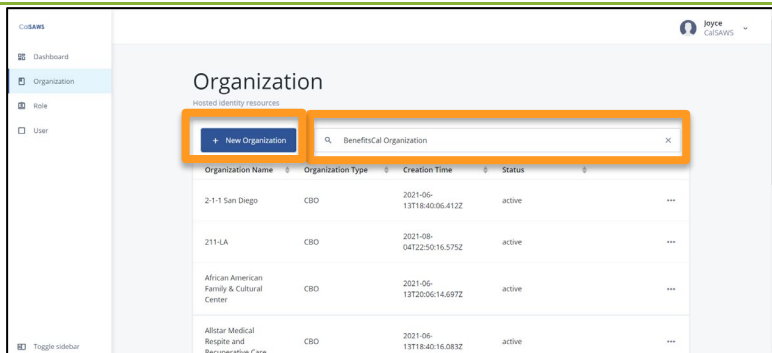 CalSAWS
Joyce
CalSAWS
Dashboard
Organization
Role
User
Toggle sidebar
Organization
Hosted identity resources
+ New Organization
BenefitsCal Organization
Organization Name Organization Type Creation Time Status
2-1-1 San Diego CBO 2021-06-
13T18:40:06.412Z active
211-LA CBO 2021-08-
04T22:50:16.575Z active
African American
Family & Cultural
Center CBO 2021-06-
13T20:06:14.697Z active
Allstar Medical
Respite and
Recuperative Care CBO 2021-06-
13T18:40:16.083Z active